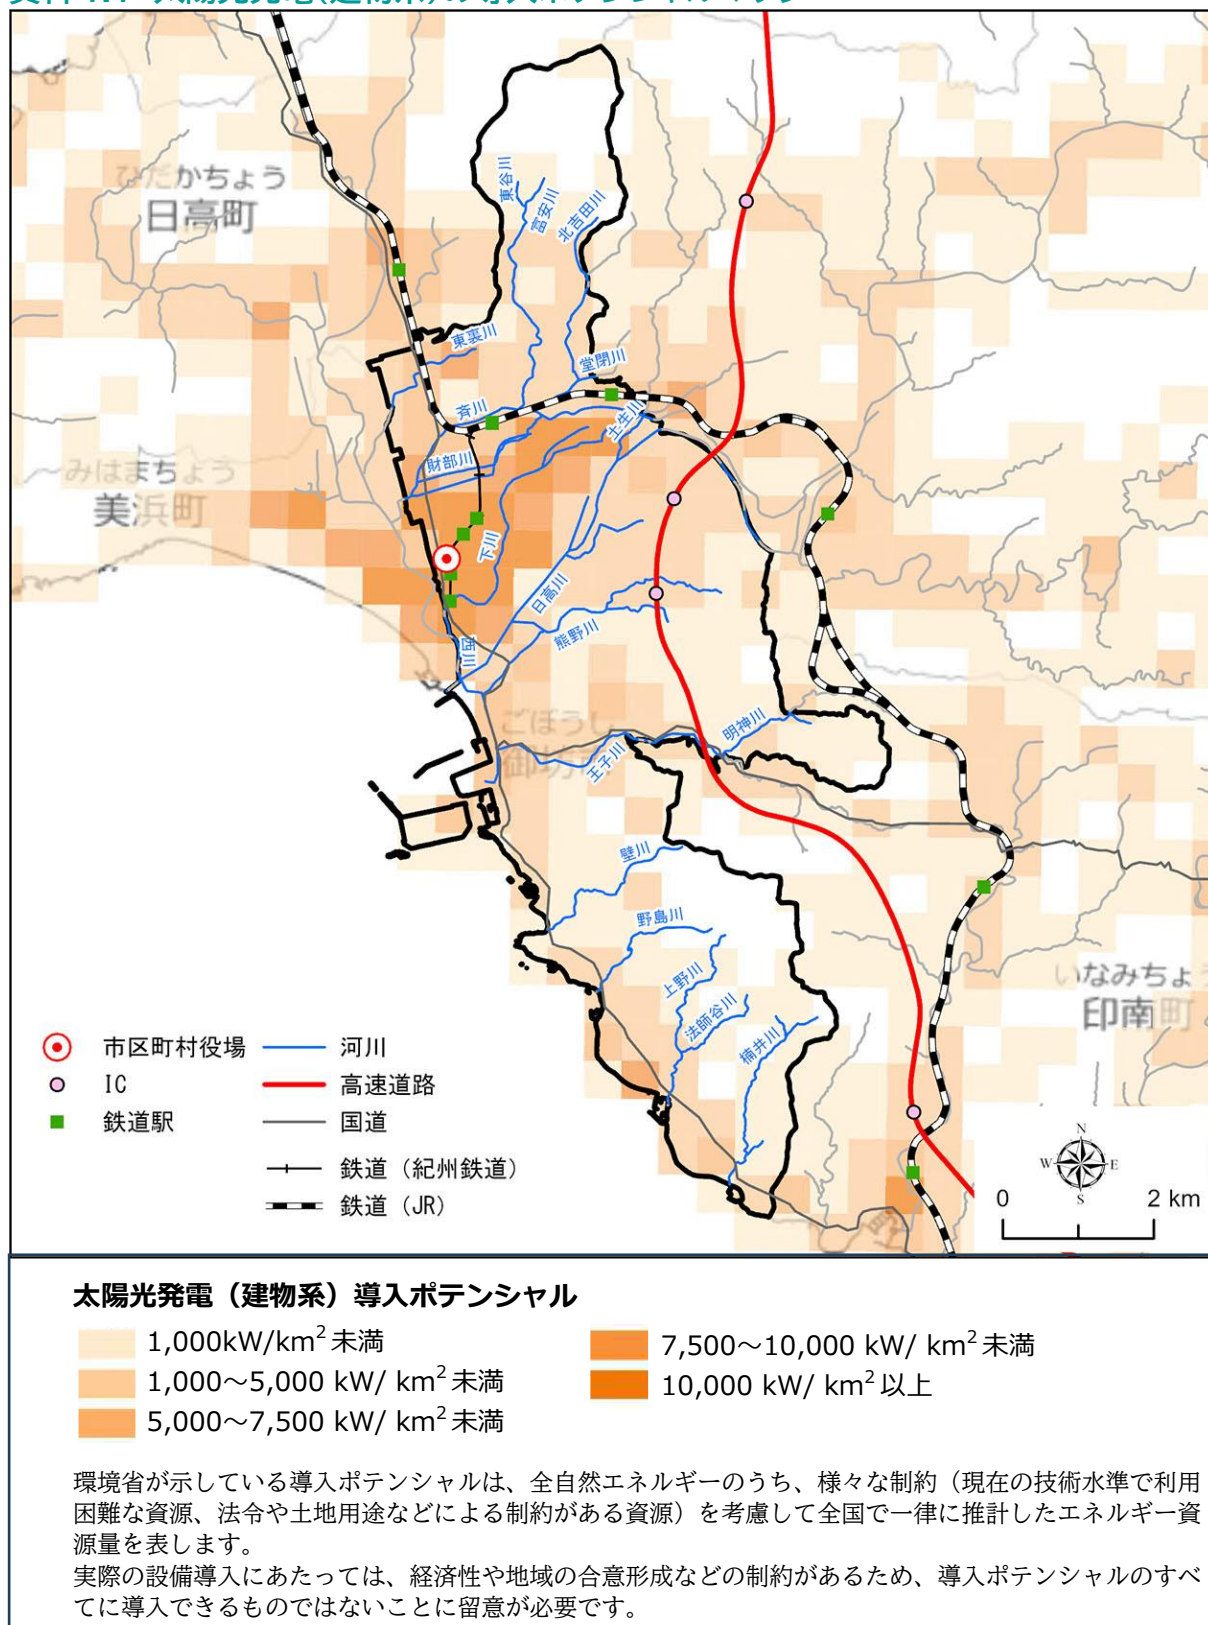 ひだかちょう
日高町
東谷川
富安川
北吉田川
東裏川
堂閉川
斉川
土生川
財部川
みはまちょう
美浜町
下川
日高川
熊野川
西川
ごぼうし
御坊市
明神川
王子川
壁川
野島川
上野川
法師谷川
楠井川
いなみちょう
印南町
市区町村役場
IC
鉄道駅
河川
高速道路
国道
鉄道（紀州鉄道）
鉄道（JR）
N
W E
S
0 2 km
太陽光発電（建物系）導入ポテンシャル
1,000kW/km²未満
1,000～5,000 kW/ km²未満
5,000～7,500 kW/ km²未満
7,500～10,000 kW/ km²未満
10,000 kW/ km²以上
環境省が示している導入ポテンシャルは、全自然エネルギーのうち、様々な制約（現在の技術水準で利用
困難な資源、法令や土地用途などによる制約がある資源）を考慮して全国で一律に推計したエネルギー資
源量を表します。
実際の設備導入にあたっては、経済性や地域の合意形成などの制約があるため、導入ポテンシャルのすべ
てに導入できるものではないことに留意が必要です。